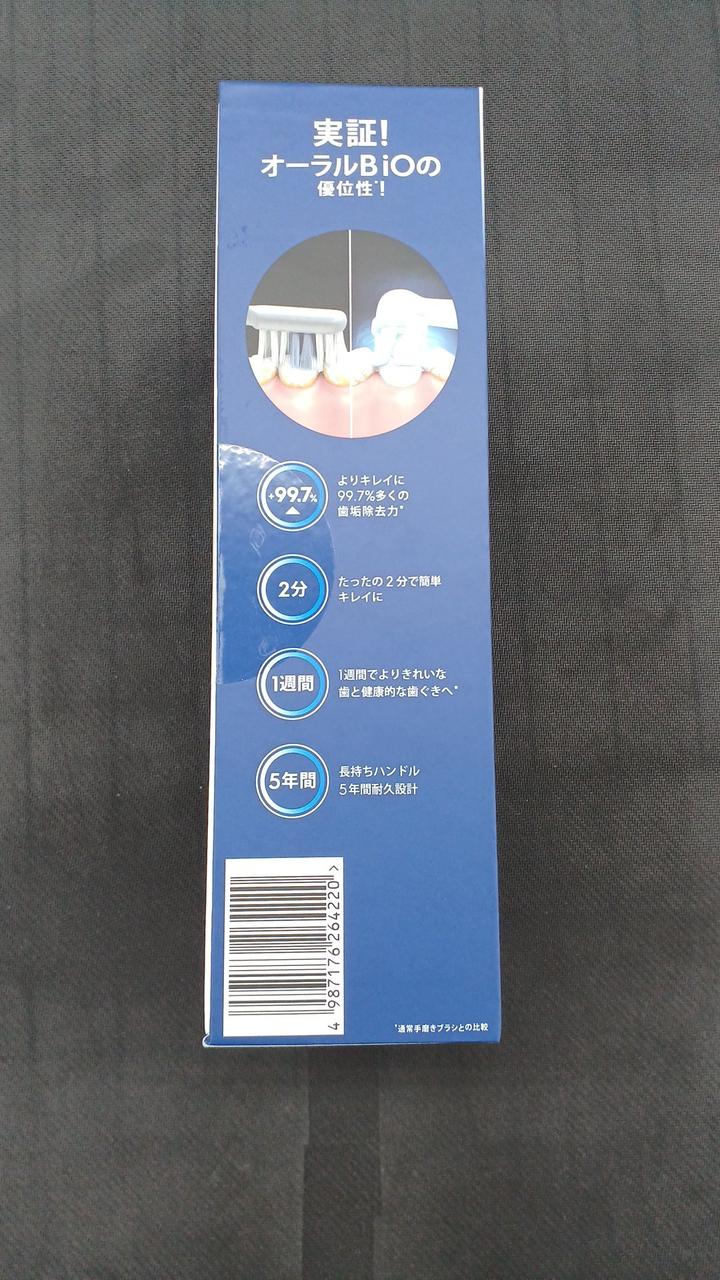 実証!
オーラルB iOの
優位性*!
+99.7%
よりキレイに
99.7%多くの
歯垢除去力*
2分
たったの2分で簡単
キレイに
1週間
1週間でよりきれいな
歯と健康的な歯ぐきへ*
5年間
長持ちハンドル
5年間耐久設計
4 987176 264220 >
*通常手磨きブラシとの比較